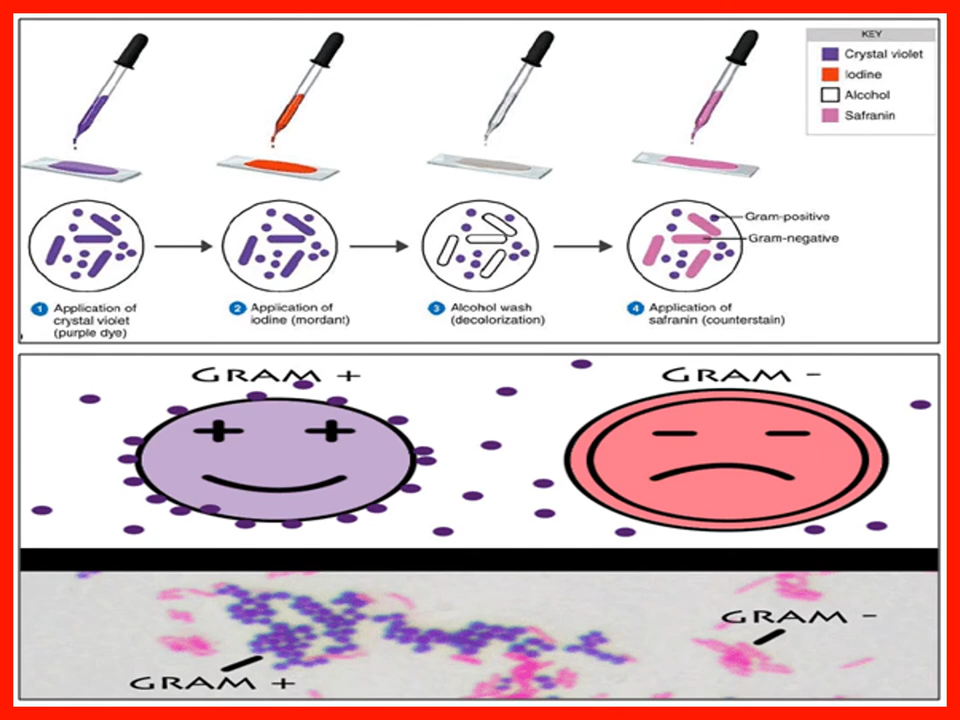 KEY
Crystal violet
Iodine
Alcohol
Safranin
Gram-positive
Gram-negative
1 Application of
crystal violet
(purple dye)
2 Application of
iodine (mordant)
3 Alcohol wash
(decolorization)
4 Application of
safranin (counterstain)
GRAM +
GRAM -
GRAM -
GRAM +